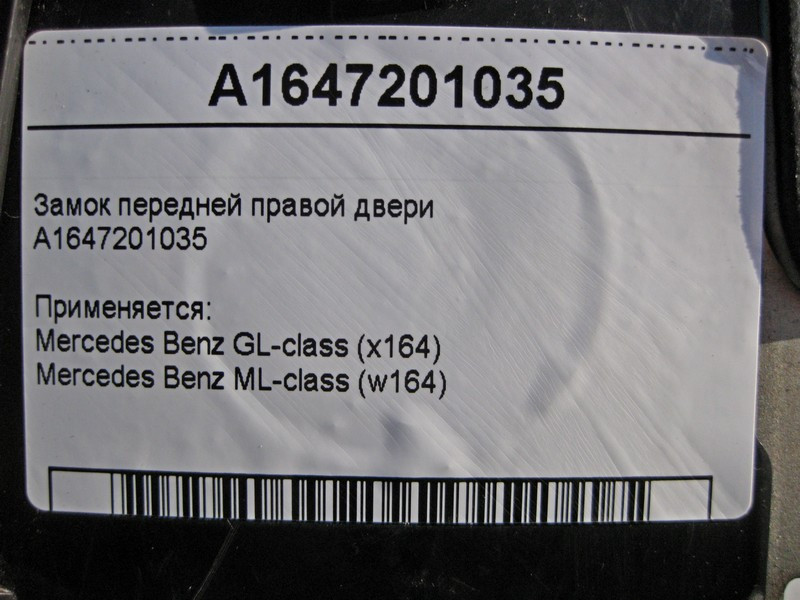 A1647201035
Замок передней правой двери
A1647201035
Применяется:
Mercedes Benz GL-class (x164)
Mercedes Benz ML-class (w164)